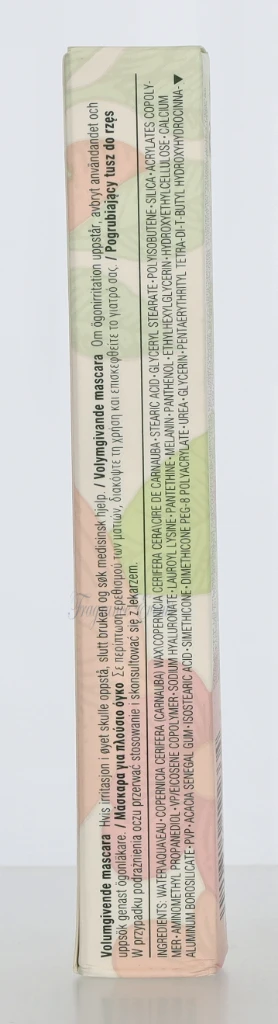 Volumgivende mascara Hvis irritasjon i øyet skulle oppstå, slutt bruken og søk medisinsk hjelp. / Volymgivande mascara Om ögonirritation uppstår, avbryt användandet och
uppsök genast ögonläkare. / Μάσκαρα για πλούσιο όγκο Σε περίπτωση ερεθισμού των ματιών, διακόψτε τη χρήση και επισκεφθείτε το γιατρό σας. / Pogrubiający tusz do rzęs
W przypadku podrażnienia oczu przerwać stosowanie i skonsultować się z lekarzem.
INGREDIENTS: WATER\AQUA\EAU • COPERNICIA CERIFERA (CARNAUBA) WAX\COPERNICIA CERIFERA CERA\CIRE DE CARNAUBA • STEARIC ACID • GLYCERYL STEARATE • POLYISOBUTENE • SILICA • ACRYLATES COPOLY-
MER • AMINOMETHYL PROPANEDIOL • VP/EICOSENE COPOLYMER • SODIUM HYALURONATE • LAUROYL LYSINE • PANTETHINE • MELANIN • PANTHENOL • ETHYLHEXYLGLYCERIN • HYDROXYETHYLCELLULOSE • CALCIUM
ALUMINUM BOROSILICATE • PVP • ACACIA SENEGAL GUM • ISOSTEARIC ACID • SIMETHICONE • DIMETHICONE PEG-8 POLYACRYLATE • UREA • GLYCERIN • PENTAERYTHRITYL TETRA-DI-T-BUTYL HYDROXYHYDROCINNA- ▼